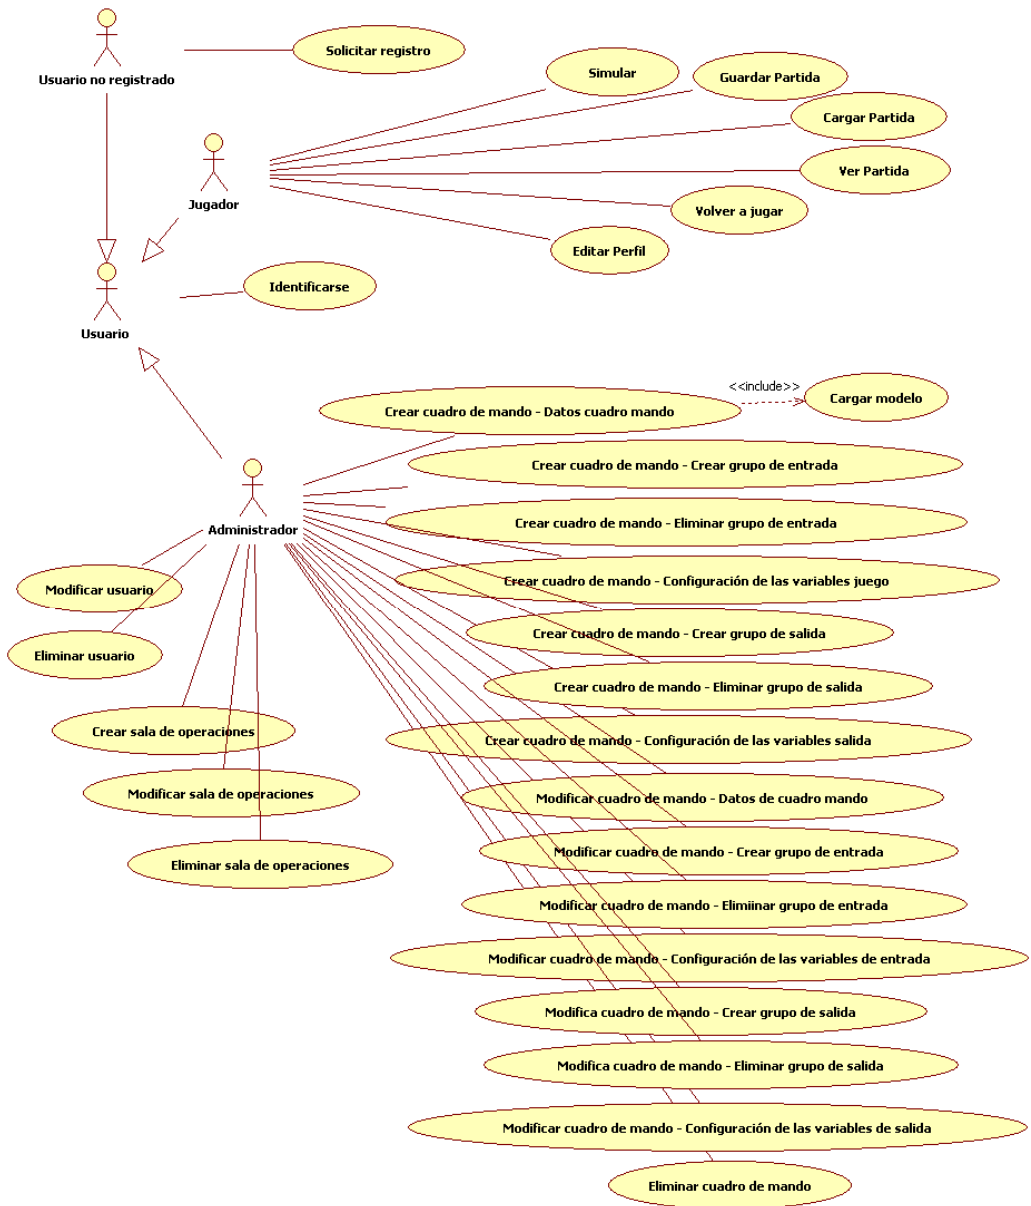 Solicitar registro
Usuario no registrado
Simular
Guardar Partida
Cargar Partida
Ver Partida
Jugador
Volver a jugar
Editar Perfil
Identificarse
Usuario
<<include>>
Cargar modelo
Crear cuadro de mando - Datos cuadro mando
Crear cuadro de mando - Crear grupo de entrada
Crear cuadro de mando - Eliminar grupo de entrada
Administrador
Crear cuadro de mando - Configuración de las variables juego
Modificar usuario
Crear cuadro de mando - Crear grupo de salida
Eliminar usuario
Crear cuadro de mando - Eliminar grupo de salida
Crear sala de operaciones
Crear cuadro de mando - Configuración de las variables salida
Modificar sala de operaciones
Modificar cuadro de mando - Datos de cuadro mando
Modificar cuadro de mando - Crear grupo de entrada
Eliminar sala de operaciones
Modificar cuadro de mando - Elimiinar grupo de entrada
Modificar cuadro de mando - Configuración de las variables de entrada
Modifica cuadro de mando - Crear grupo de salida
Modifica cuadro de mando - Eliminar grupo de salida
Modificar cuadro de mando - Configuración de las variables de salida
Eliminar cuadro de mando